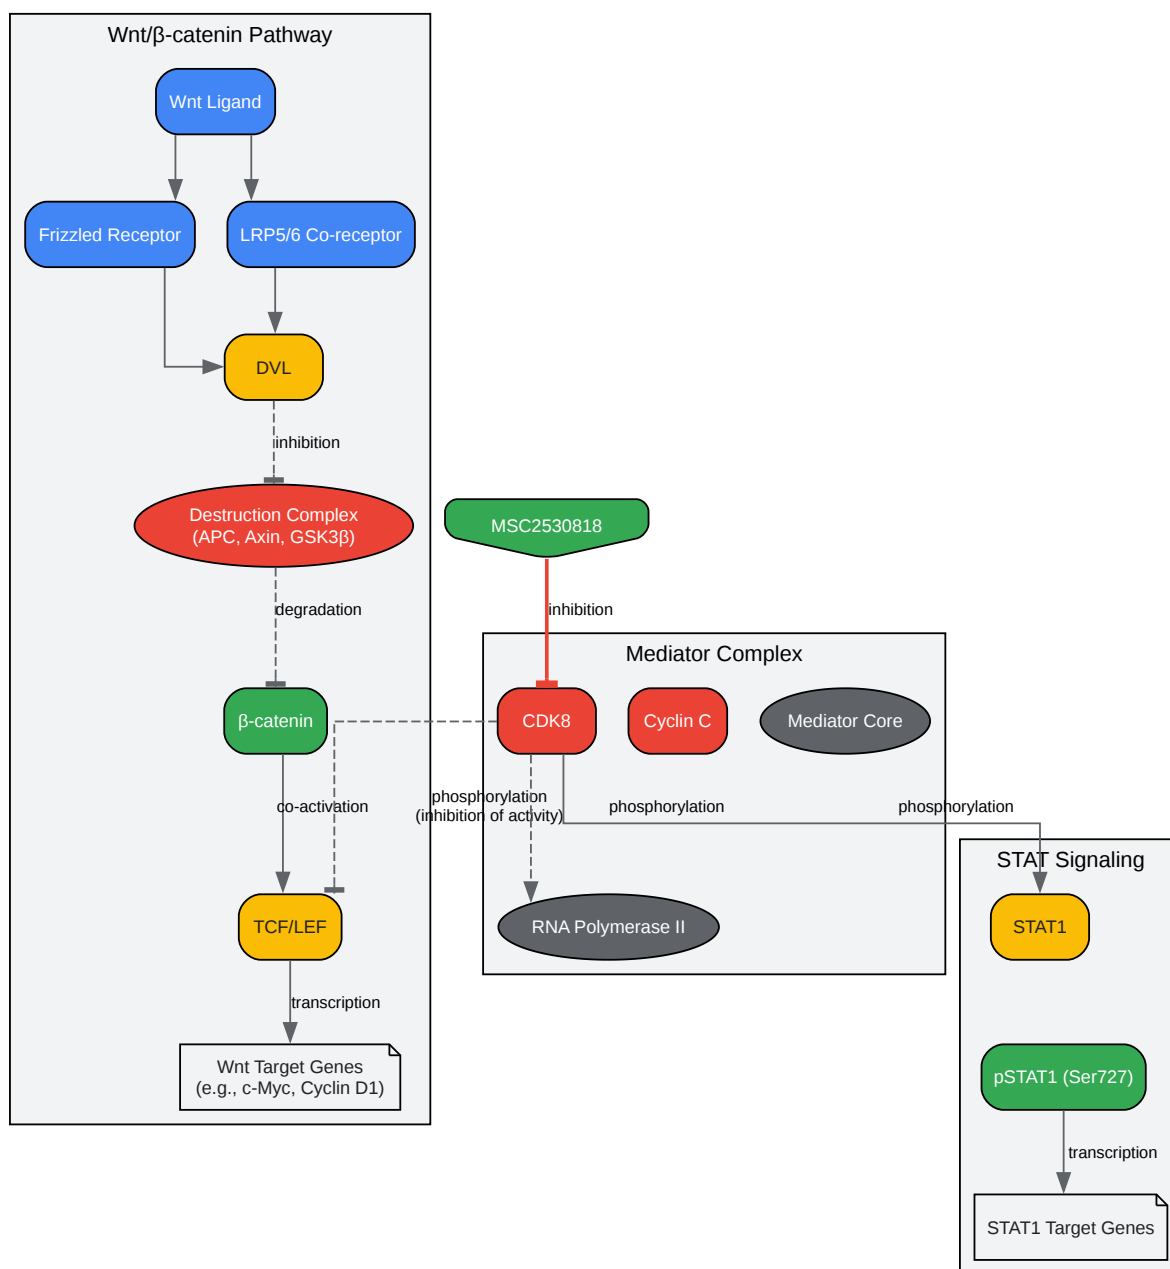 Wnt/β-catenin Pathway
Wnt Ligand
Frizzled Receptor
LRP5/6 Co-receptor
DVL
inhibition
Destruction Complex
(APC, Axin, GSK3β)
degradation
β-catenin
co-activation
TCF/LEF
transcription
Wnt Target Genes
(e.g., c-Myc, Cyclin D1)
MSC2530818
inhibition
Mediator Complex
CDK8
Cyclin C
Mediator Core
phosphorylation
(inhibition of activity)
phosphorylation
phosphorylation
RNA Polymerase II
STAT Signaling
STAT1
pSTAT1 (Ser727)
transcription
STAT1 Target Genes